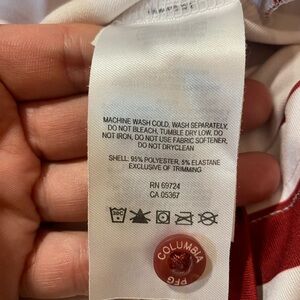 MACHINE WASH COLD, WASH SEPARATELY,
DO NOT BLEACH, TUMBLE DRY LOW, DO
NOT IRON, DO NOT USE FABRIC SOFTENER,
DO NOT DRYCLEAN
SHELL: 95% POLYESTER, 5% ELASTANE
EXCLUSIVE OF TRIMMING
RN 69724
CA 05367
30C
COLUMBIA
PFG